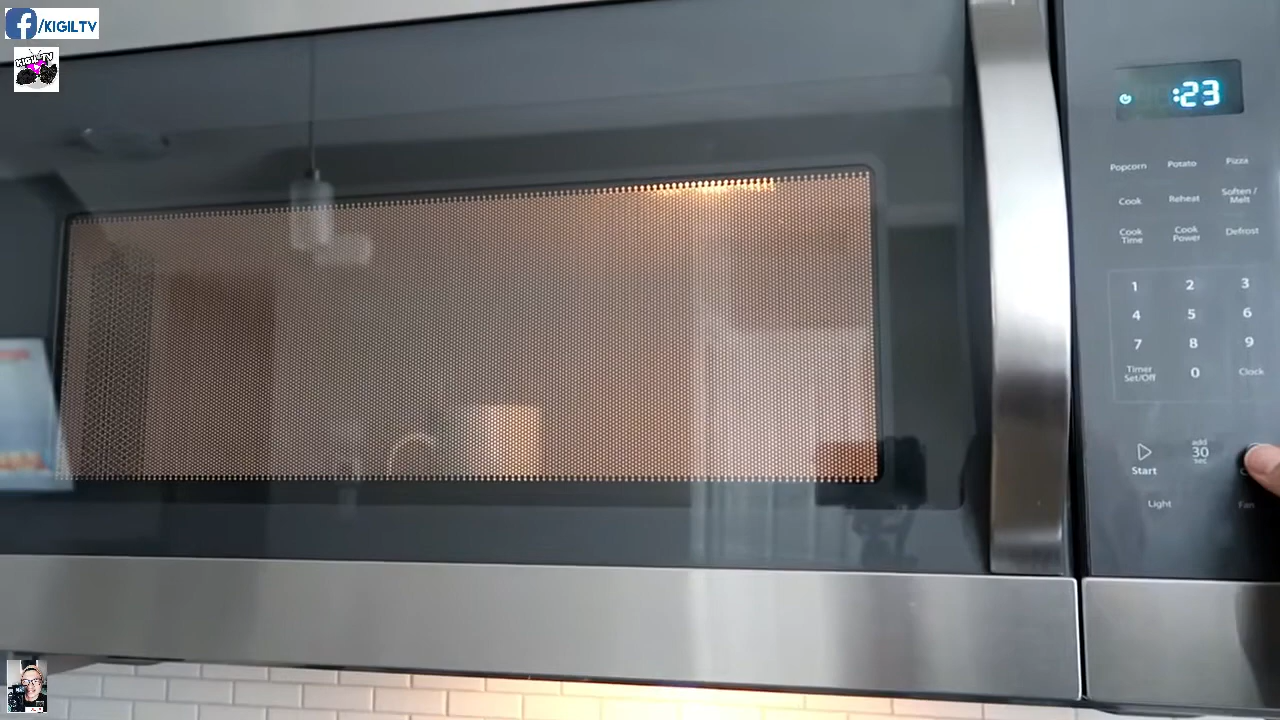 /KIGILTV
KIGILTV
:23
Popcorn Potato Pizza
Cook Reheat Soften / Melt
Cook Time Cook Power Defrost
1 2 3
4 5 6
7 8 9
Timer Set/Off 0 Clock
Start add 30 sec
Light Fan